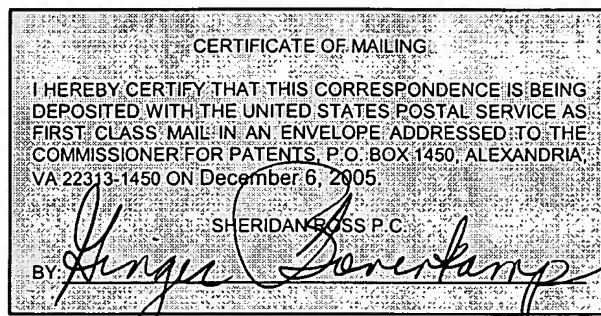 CERTIFICATE OF MAILING
I HEREBY CERTIFY THAT THIS CORRESPONDENCE IS BEING
DEPOSITED WITH THE UNITED STATES POSTAL SERVICE AS
FIRST CLASS MAIL IN AN ENVELOPE ADDRESSED TO THE
COMMISSIONER FOR PATENTS, P.O. BOX 1450, ALEXANDRIA,
VA 22313-1450 ON December 6, 2005.
SHERIDAN ROSS P.C.
BY: